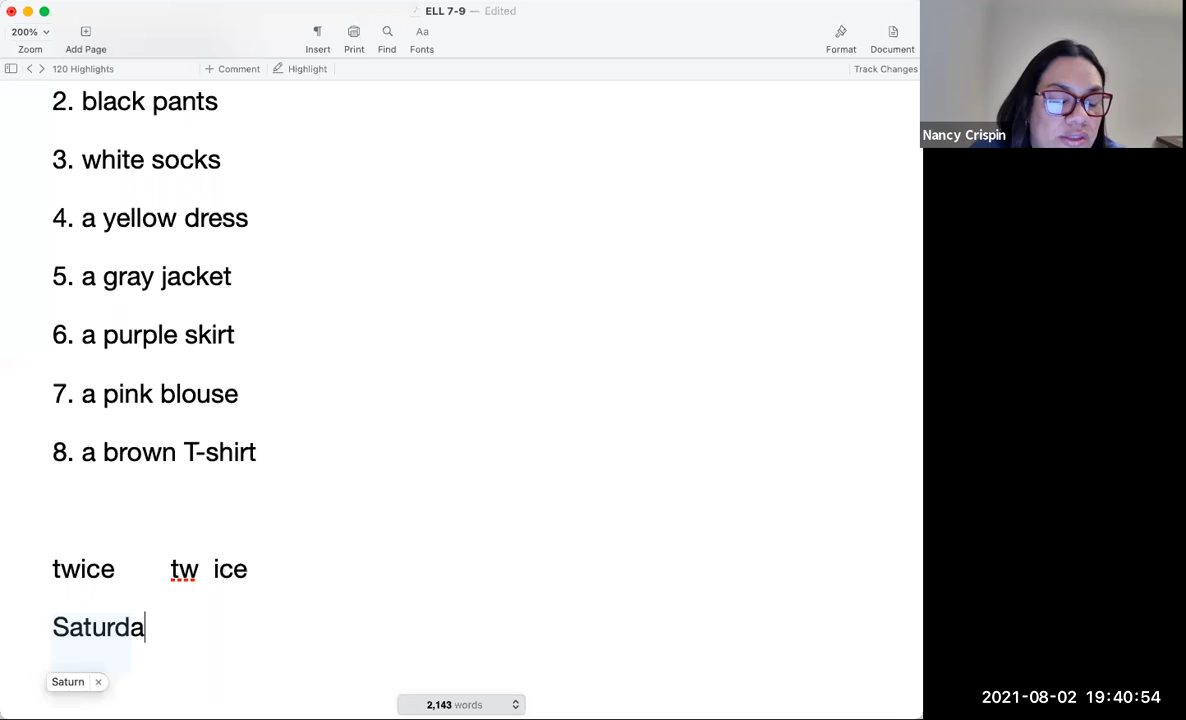 ELL 7-9 — Edited
200%
Zoom
Add Page
Insert
Print
Find
Aa
Fonts
Format
Document
120 Highlights
+ Comment
Highlight
Track Changes
2. black pants
3. white socks
4. a yellow dress
5. a gray jacket
6. a purple skirt
7. a pink blouse
8. a brown T-shirt
twice tw ice
Saturda
Saturn ×
2,143 words
Nancy Crispin
2021-08-02 19:40:54